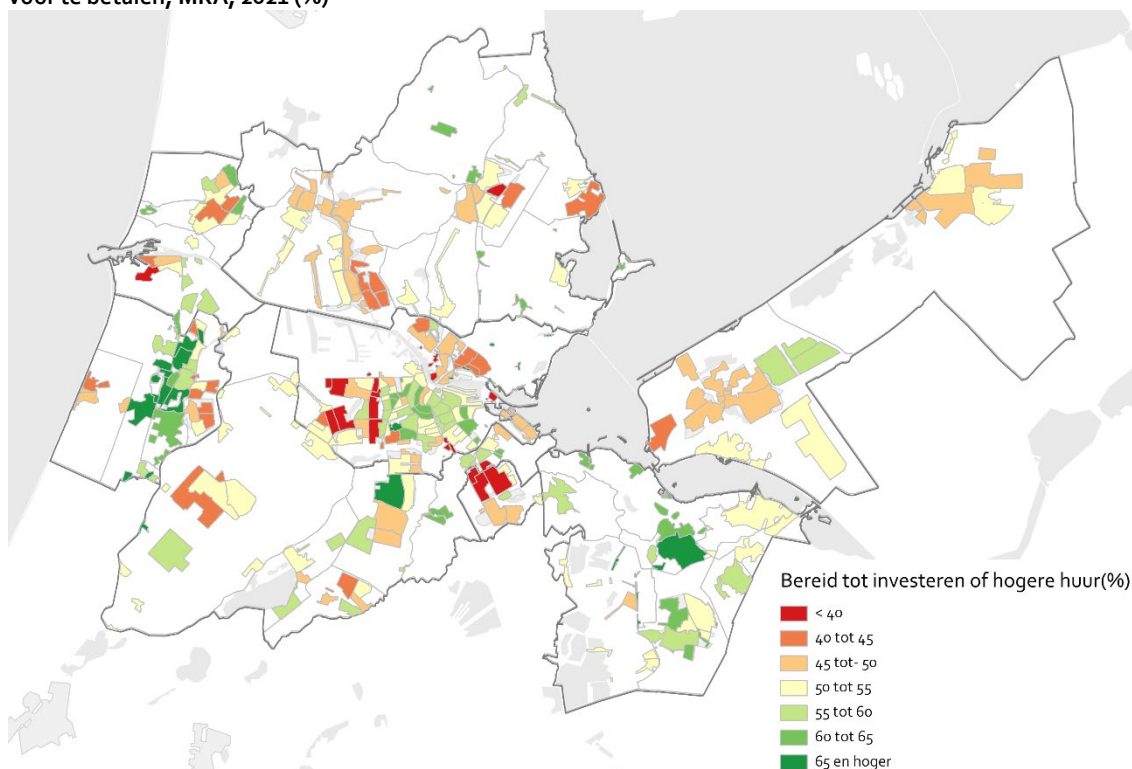 voor te betalen, MRA, 2021 (%)
Bereid tot investeren of hogere huur(%)
< 40
40 tot 45
45 tot- 50
50 tot 55
55 tot 60
60 tot 65
65 en hoger